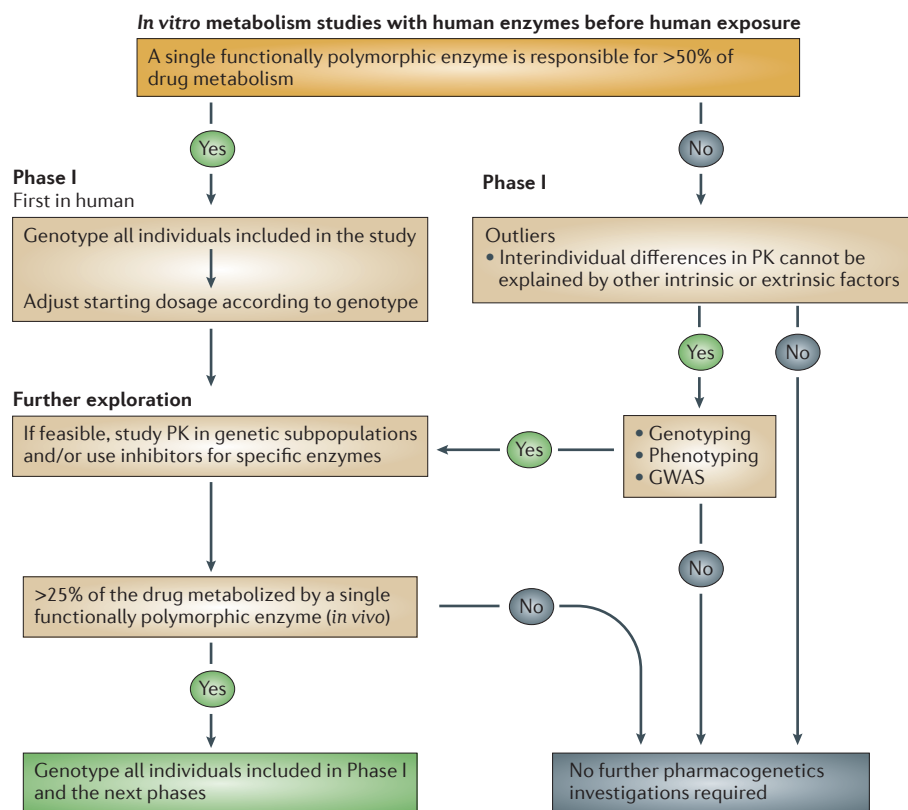 In vitro metabolism studies with human enzymes before human exposure
A single functionally polymorphic enzyme is responsible for >50% of
drug metabolism
Yes
No
Phase I
First in human
Phase I
Genotype all individuals included in the study
Adjust starting dosage according to genotype
Outliers
• Interindividual differences in PK cannot be
explained by other intrinsic or extrinsic factors
Yes
No
Further exploration
If feasible, study PK in genetic subpopulations
and/or use inhibitors for specific enzymes
Yes
• Genotyping
• Phenotyping
• GWAS
No
>25% of the drug metabolized by a single
functionally polymorphic enzyme (in vivo)
No
Yes
Genotype all individuals included in Phase I
and the next phases
No further pharmacogenetics
investigations required